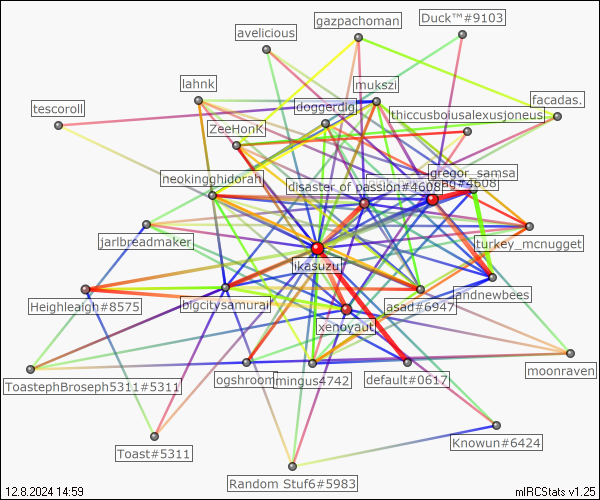 Duck™#9103
gazpachoman
avelicious
lahnk
mukszi
facadas.
tescoroll
doggerdig
thiccusboiusalexusjoneus
ZeeHonK
gregor_samsa
neokingghidorah
disaster of passion#4608
#4608
jarlbreadmaker
turkey_mcnugget
ikasuzu
Heighleaigh#8575
bigcitysamurai
asad#6947
landnewbees
xenoyaut
moonraven
ToastephBroseph5311#5311
ogshroom
mingus4742
default#0617
Toast#5311
Knowun#6424
Random Stuf6#5983
12.8.2024 14:59
mIRCStats v1.25